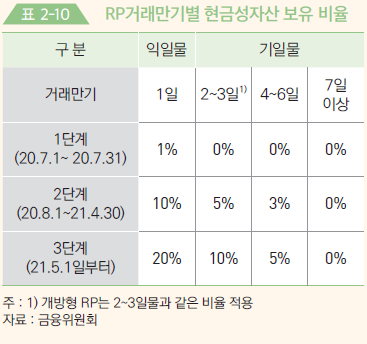 표 2-10 RP거래만기별 현금성자산 보유 비율
구 분 익일물 기일물
거래만기 1일 2~3일1) 4~6일 7일
이상
1단계
(20.7.1~ 20.7.31) 1% 0% 0% 0%
2단계
(20.8.1~21.4.30) 10% 5% 3% 0%
3단계
(21.5.1일부터) 20% 10% 5% 0%
주 : 1) 개방형 RP는 2~3일물과 같은 비율 적용
자료 : 금융위원회